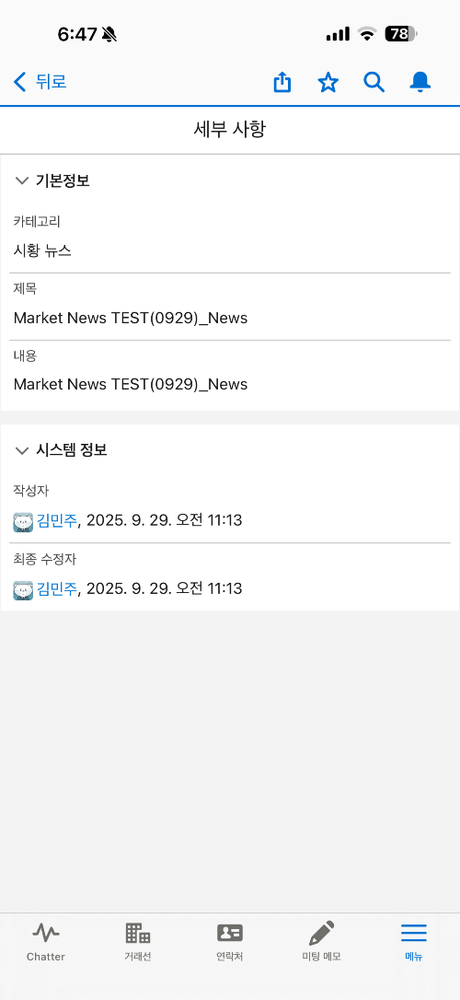 6:47
78
뒤로
세부 사항
기본정보
카테고리
시황 뉴스
제목
Market News TEST(0929)_News
내용
Market News TEST(0929)_News
시스템 정보
작성자
김민주, 2025. 9. 29. 오전 11:13
최종 수정자
김민주, 2025. 9. 29. 오전 11:13
Chatter
거래선
연락처
미팅 메모
메뉴